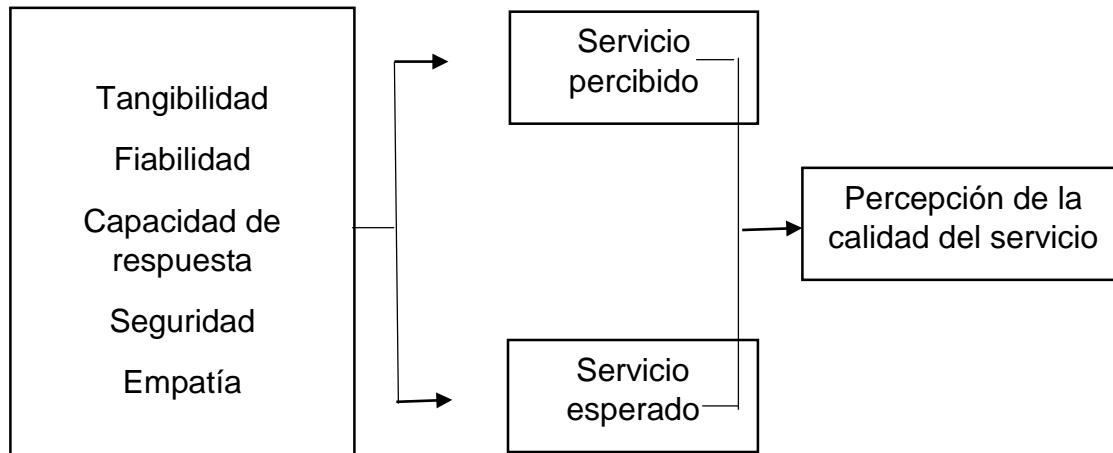 Tangibilidad
Fiabilidad
Capacidad de
respuesta
Seguridad
Empatía
Servicio
percibido
Servicio
esperado
Percepción de la
calidad del servicio